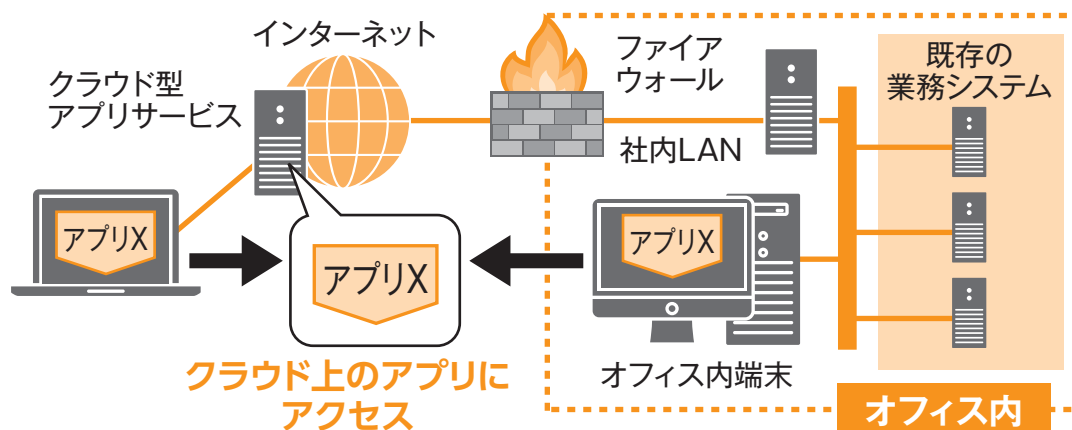 インターネット
クラウド型
アプリサービス
ファイア
ウォール
社内LAN
既存の
業務システム
アプリX
アプリX
アプリX
クラウド上のアプリに
アクセス
オフィス内端末
オフィス内